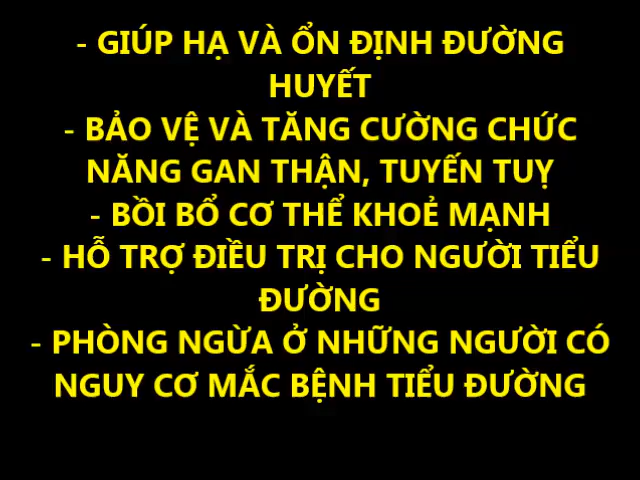 - GIÚP HẠ VÀ ỔN ĐỊNH ĐƯỜNG
HUYẾT
- BẢO VỆ VÀ TĂNG CƯỜNG CHỨC
NĂNG GAN THẬN, TUYẾN TUỴ
- BỒI BỔ CƠ THỂ KHOẺ MẠNH
- HỖ TRỢ ĐIỀU TRỊ CHO NGƯỜI TIỂU
ĐƯỜNG
- PHÒNG NGỪA Ở NHỮNG NGƯỜI CÓ
NGUY CƠ MẮC BỆNH TIỂU ĐƯỜNG